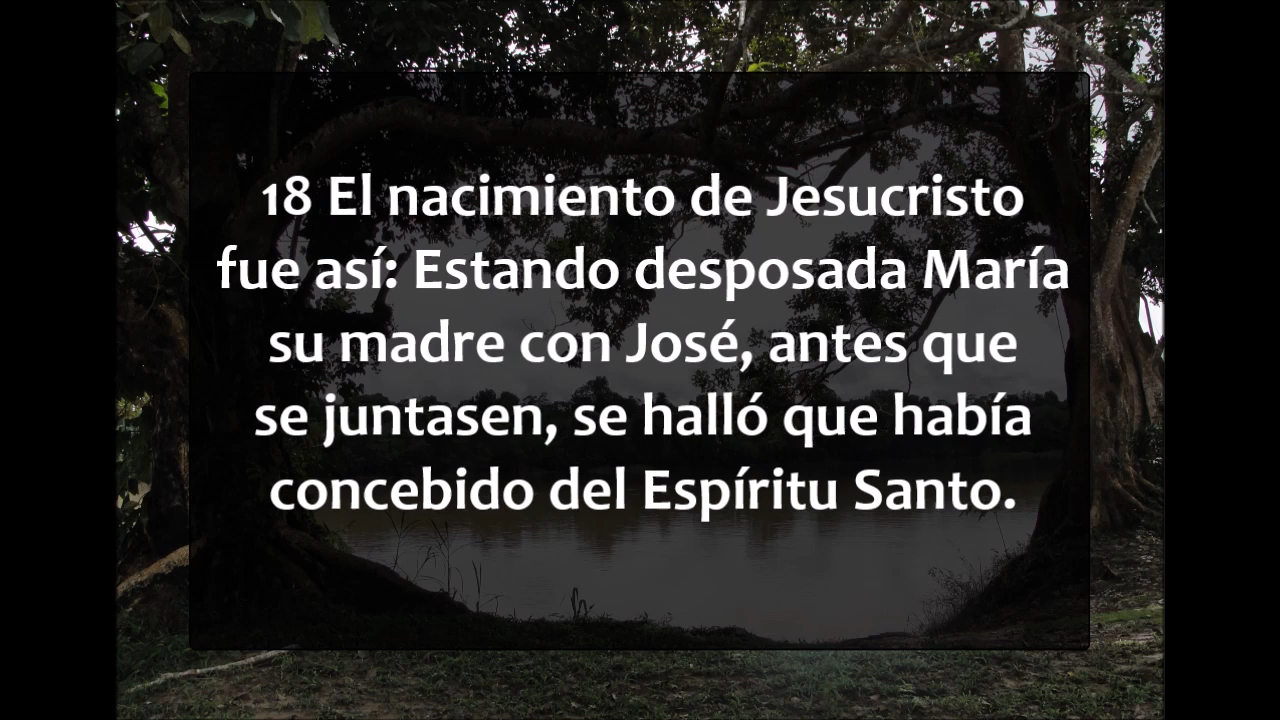 18 El nacimiento de Jesucristo
fue así: Estando desposada María
su madre con José, antes que
se juntasen, se halló que había
concebido del Espíritu Santo.